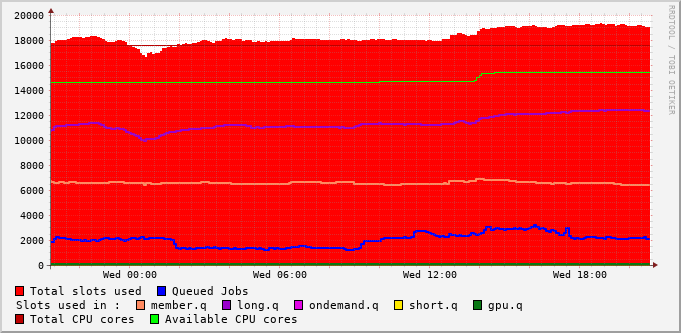 20000
18000
16000
14000
12000
10000
8000
6000
4000
2000
0
Wed 00:00 Wed 06:00 Wed 12:00 Wed 18:00
Total slots used Queued Jobs
Slots used in : member.q long.q ondemand.q short.q gpu.q
Total CPU cores Available CPU cores
RRDTOOL / TOBI OETIKER